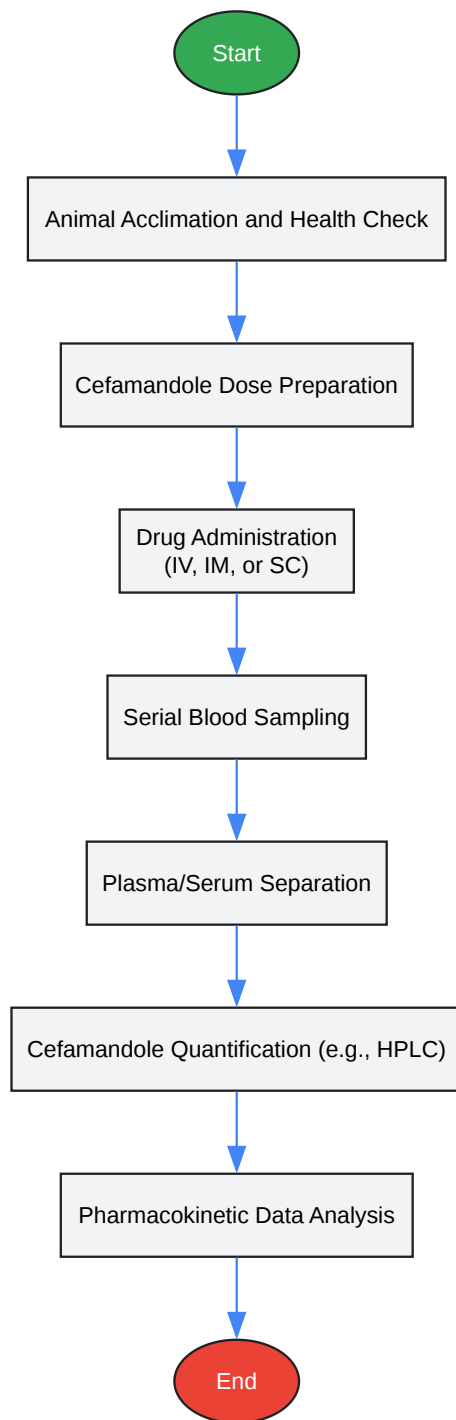 Start
Animal Acclimation and Health Check
Cefamandole Dose Preparation
Drug Administration
(IV, IM, or SC)
Serial Blood Sampling
Plasma/Serum Separation
Cefamandole Quantification (e.g., HPLC)
Pharmacokinetic Data Analysis
End